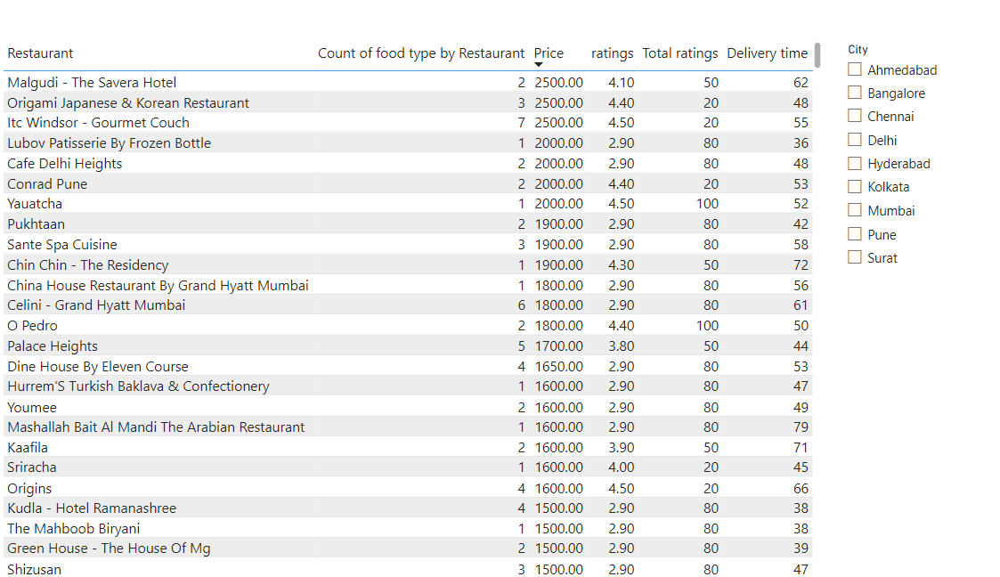 Restaurant Count of food type by Restaurant Price ratings Total ratings Delivery time
Malgudi - The Savera Hotel 2 2500.00 4.10 50 62
Origami Japanese & Korean Restaurant 3 2500.00 4.40 20 48
Itc Windsor - Gourmet Couch 7 2500.00 4.50 20 55
Lubov Patisserie By Frozen Bottle 1 2000.00 2.90 80 36
Cafe Delhi Heights 2 2000.00 2.90 80 48
Conrad Pune 2 2000.00 4.40 20 53
Yauatcha 1 2000.00 4.50 100 52
Pukhtaan 2 1900.00 2.90 80 42
Sante Spa Cuisine 3 1900.00 2.90 80 58
Chin Chin - The Residency 1 1900.00 4.30 50 72
China House Restaurant By Grand Hyatt Mumbai 1 1800.00 2.90 80 56
Celini - Grand Hyatt Mumbai 6 1800.00 2.90 80 61
O Pedro 2 1800.00 4.40 100 50
Palace Heights 5 1700.00 3.80 50 44
Dine House By Eleven Course 4 1650.00 2.90 80 53
Hurrem'S Turkish Baklava & Confectionery 1 1600.00 2.90 80 47
Youmee 2 1600.00 2.90 80 49
Mashallah Bait Al Mandi The Arabian Restaurant 1 1600.00 2.90 80 79
Kaafila 2 1600.00 3.90 50 71
Sriracha 1 1600.00 4.00 20 45
Origins 4 1600.00 4.50 20 66
Kudla - Hotel Ramanashree 4 1500.00 2.90 80 38
The Mahboob Biryani 1 1500.00 2.90 80 38
Green House - The House Of Mg 2 1500.00 2.90 80 39
Shizusan 3 1500.00 2.90 80 47
City
Ahmedabad
Bangalore
Chennai
Delhi
Hyderabad
Kolkata
Mumbai
Pune
Surat